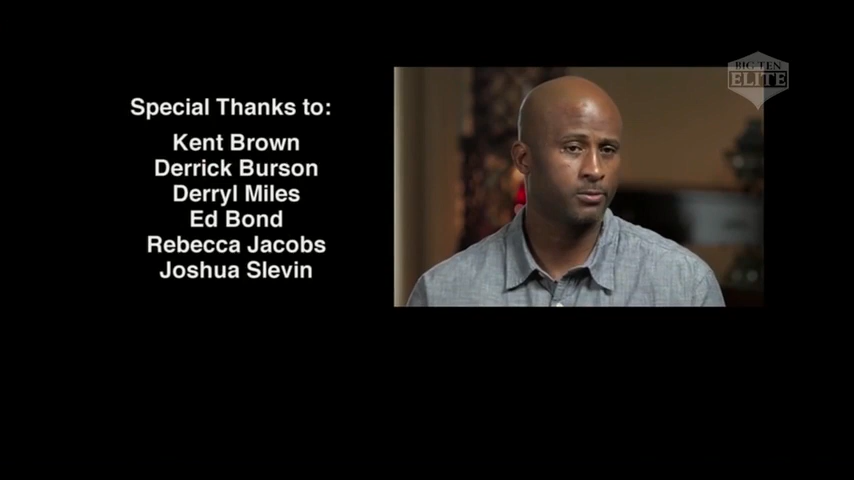 BIG TEN
ELITE
Special Thanks to:
Kent Brown
Derrick Burson
Derryl Miles
Ed Bond
Rebecca Jacobs
Joshua Slevin